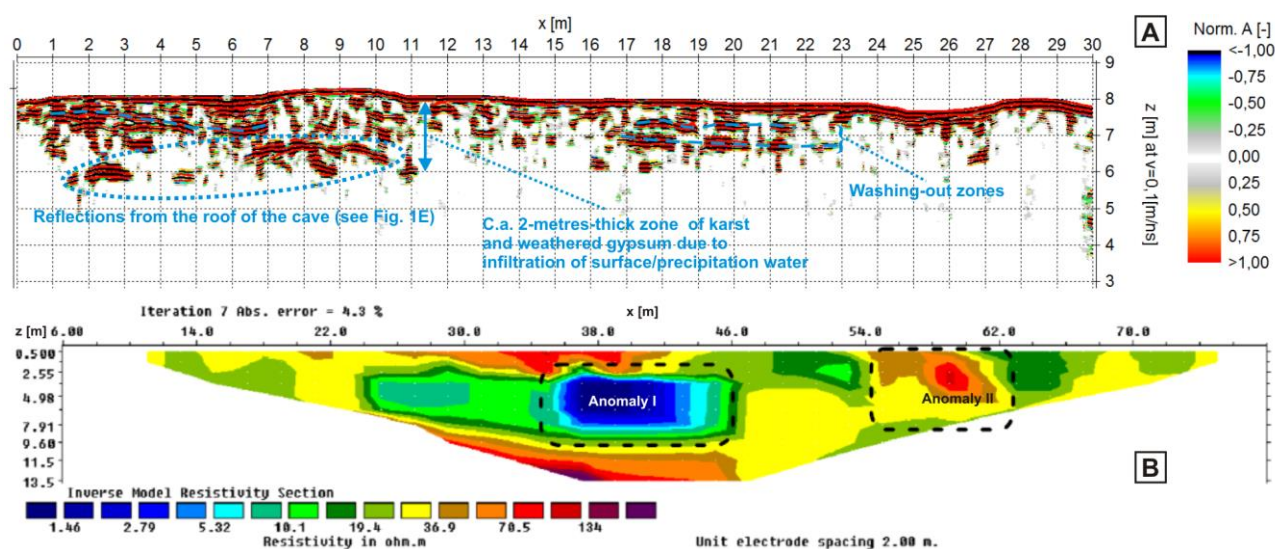 x [m]
A
Norm. A [-]
0 1 2 3 4 5 6 7 8 9 10 11 12 13 14 15 16 17 18 19 20 21 22 23 24 25 26 27 28 29 30
<-1,00
-0,75
-0,50
-0,25
0,00
0,25
0,50
0,75
>1,00
9
8
7
6
5
4
3
z [m] at v=0,1[m/ns]
Washing-out zones
Reflections from the roof of the cave (see Fig. 1E)
C.a. 2-metres-thick zone of karst
and weathered gypsum due to
infiltration of surface/precipitation water
Iteration 7 Abs. error = 4.3 %
x [m]
z [m] 6.00 14.0 22.0 30.0 38.0 46.0 54.0 62.0 70.0
0.500
2.55
4.98
7.91
9.60
11.5
13.5
Anomaly I
Anomaly II
B
Inverse Model Resistivity Section
1.46 2.79 5.32 10.1 19.4 36.9 70.5 134
Resistivity in ohm.m
Unit electrode spacing 2.00 m.